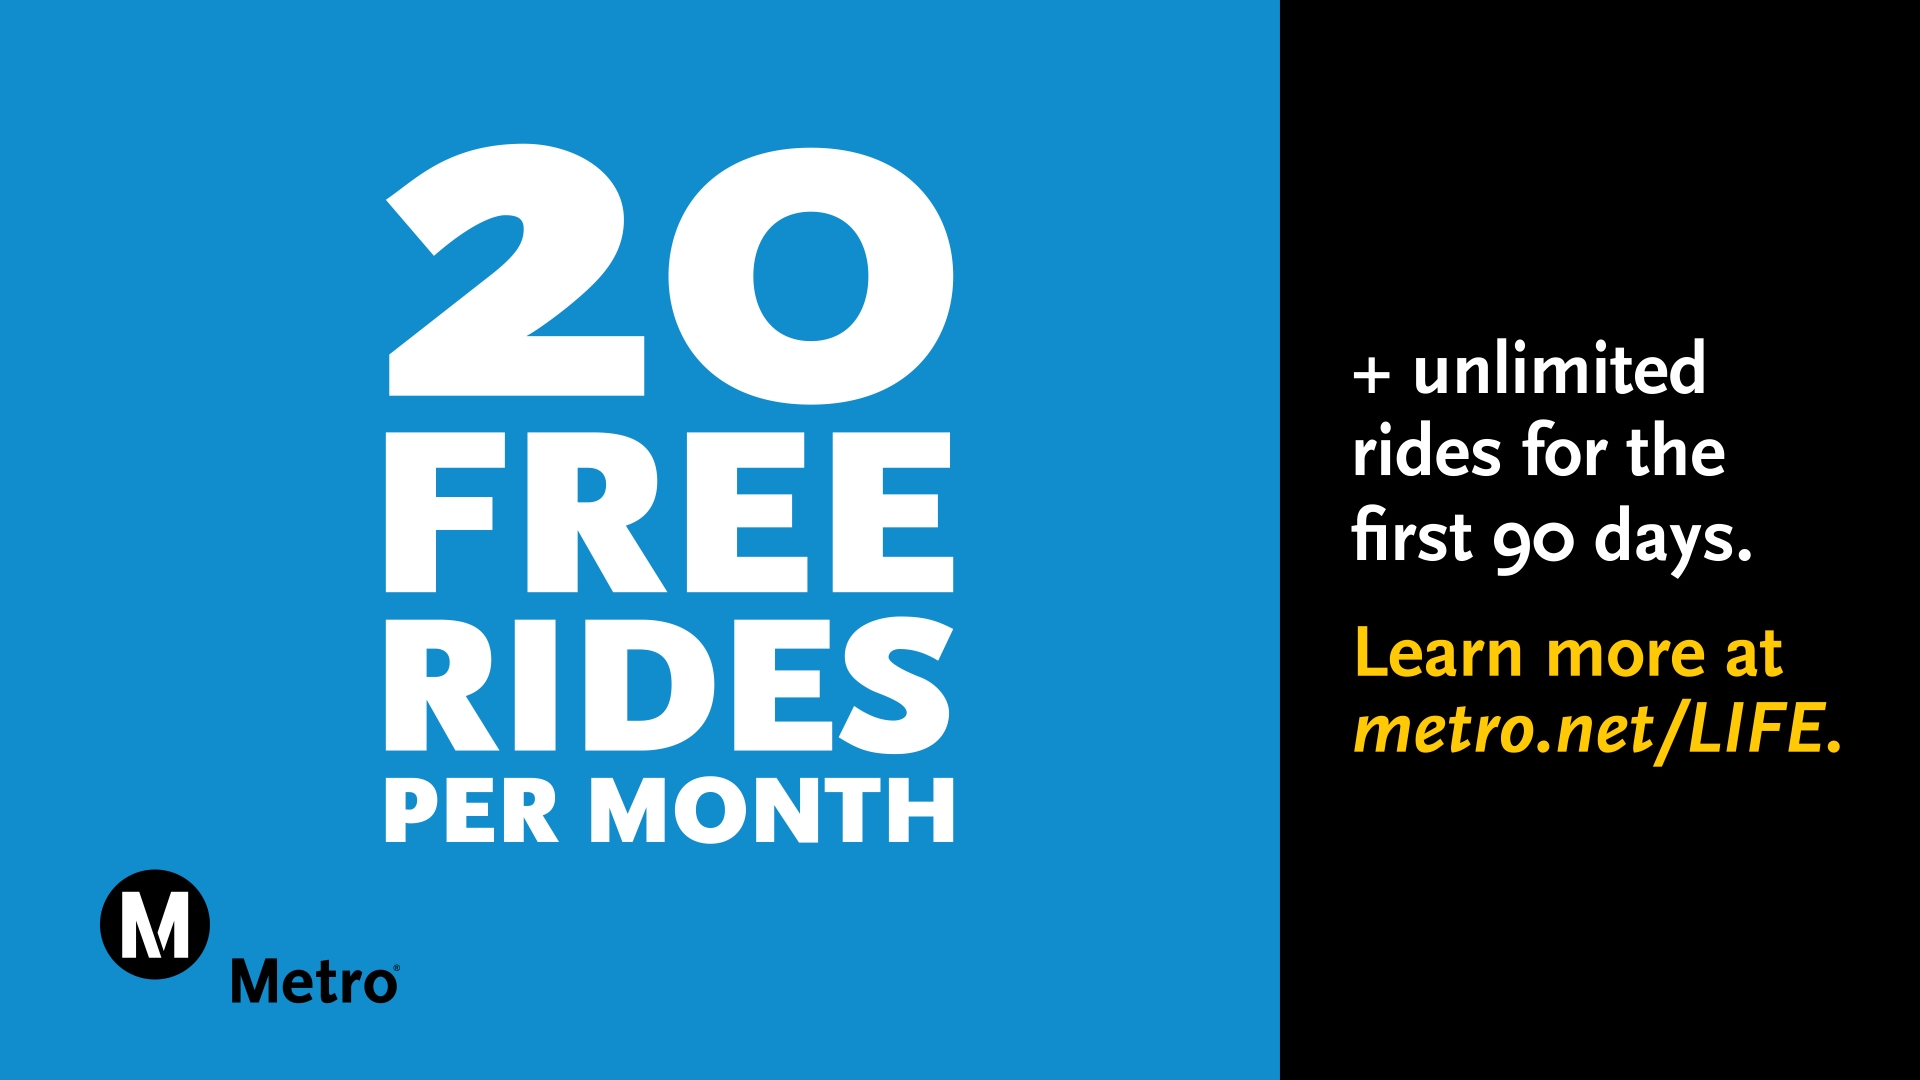 20
FREE
RIDES
PER MONTH
M
Metro®
+ unlimited
rides for the
first 90 days.
Learn more at
metro.net/LIFE.